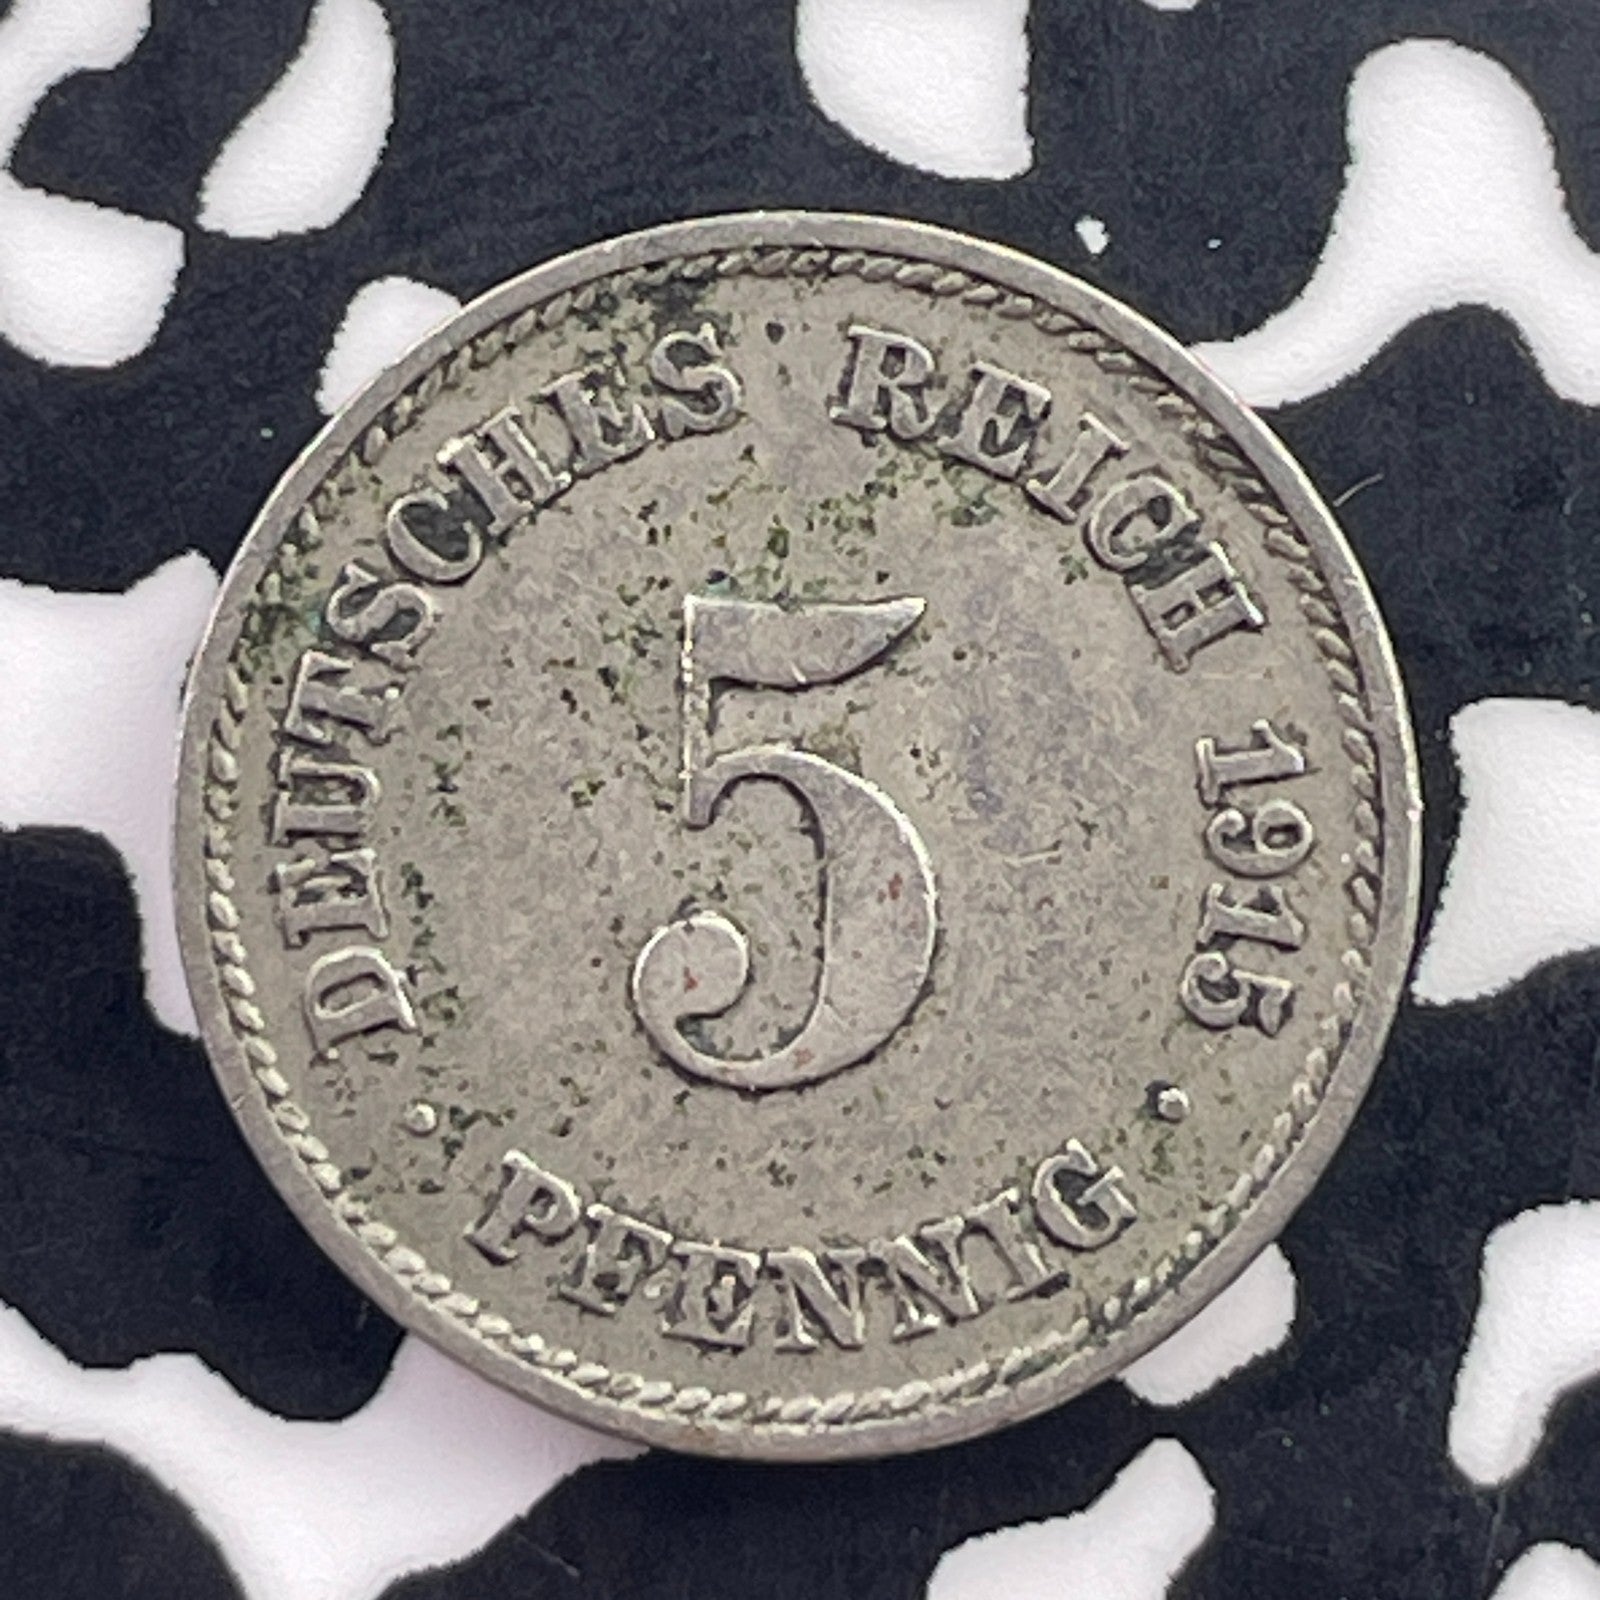 DEUTSCHES REICH 1915
5
· PFENNIG ·